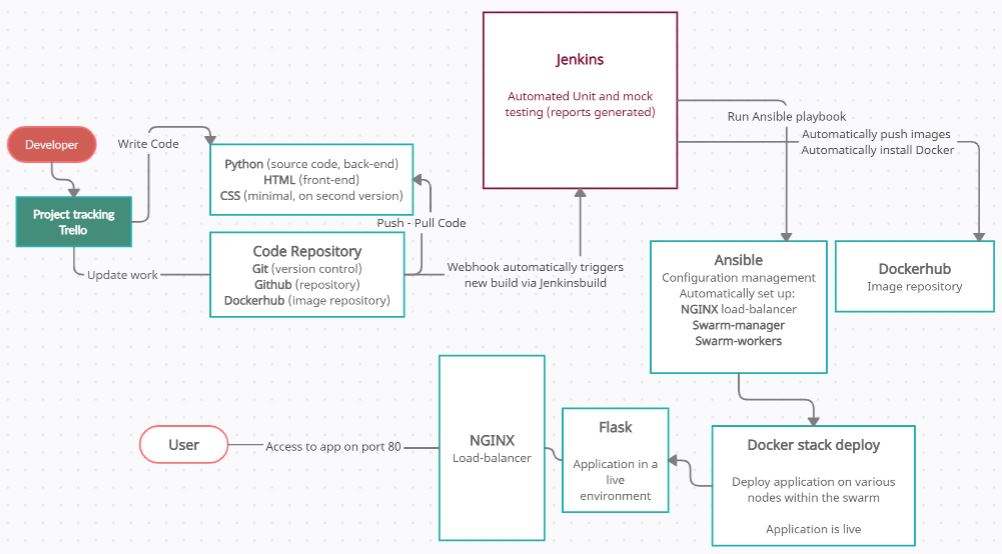 Jenkins
Automated Unit and mock
testing (reports generated)
Run Ansible playbook
Automatically push images
Automatically install Docker
Developer
Write Code
Python (source code, back-end)
HTML (front-end)
CSS (minimal, on second version)
Project tracking
Trello
Push - Pull Code
Update work
Code Repository
Git (version control)
Github (repository)
Dockerhub (image repository)
Webhook automatically triggers
new build via Jenkinsbuild
Ansible
Configuration management
Automatically set up:
NGINX load-balancer
Swarm-manager
Swarm-workers
Dockerhub
Image repository
User
Access to app on port 80
NGINX
Load-balancer
Flask
Application in a
live
environment
Docker stack deploy
Deploy application on various
nodes within the swarm
Application is live